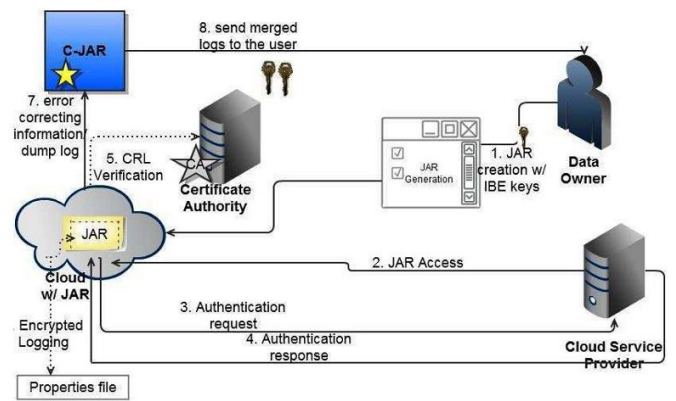 8. send merged
logs to the user
C-JAR
7. error
correcting
information/
dump log
5. CRL
Verification
CA
Certificate
Authority
JAR
Generation
1. JAR
creation w/
IBE keys
Data
Owner
JAR
Cloud
w/ JAR
2. JAR Access
3. Authentication
request
4. Authentication
response
Encrypted
Logging
Cloud Service
Provider
Properties file